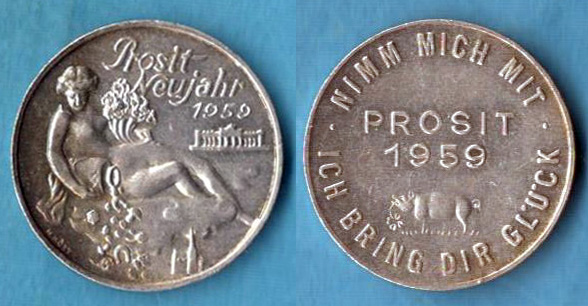 Prosit
Neujahr
1959
NIMM MICH MIT
PROSIT
1959
ICH BRING DIR GLÜCK